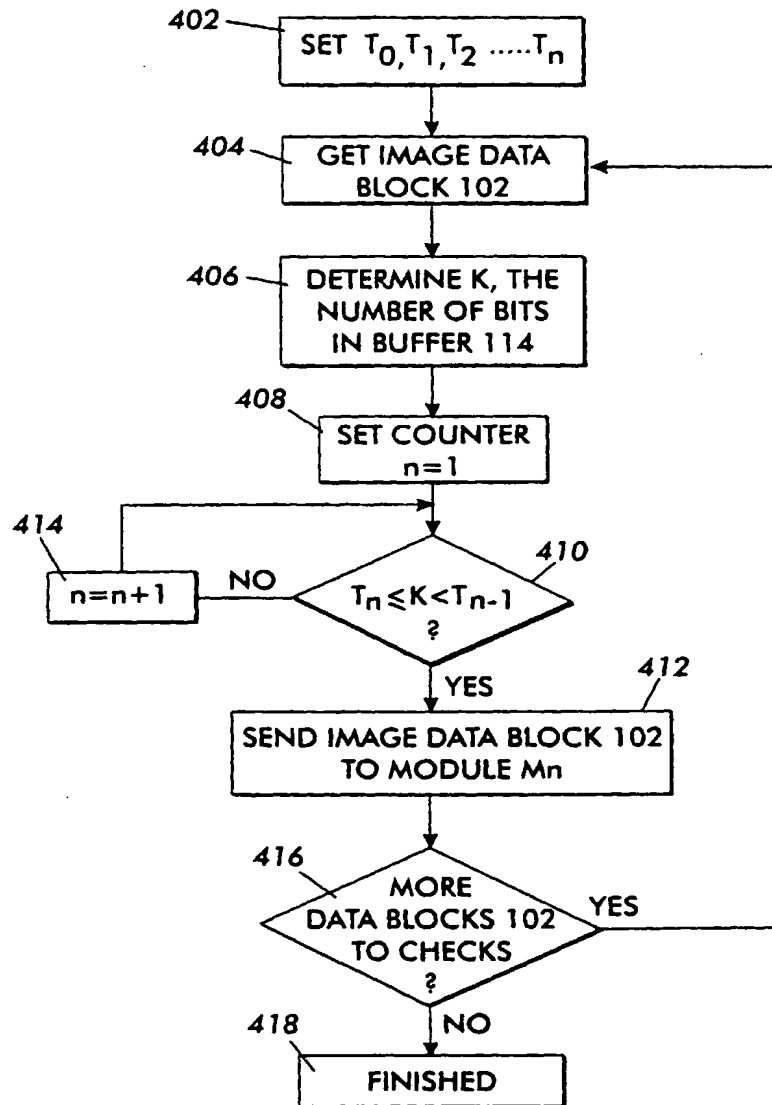 402
SET T0, T1, T2 .....Tn
404
GET IMAGE DATA
BLOCK 102
406
DETERMINE K, THE
NUMBER OF BITS
IN BUFFER 114
408
SET COUNTER
n=1
414
n=n+1
NO
410
Tn≤K<Tn-1
?
YES
412
SEND IMAGE DATA BLOCK 102
TO MODULE Mn
416
MORE
DATA BLOCKS 102
TO CHECKS
?
YES
NO
418
FINISHED